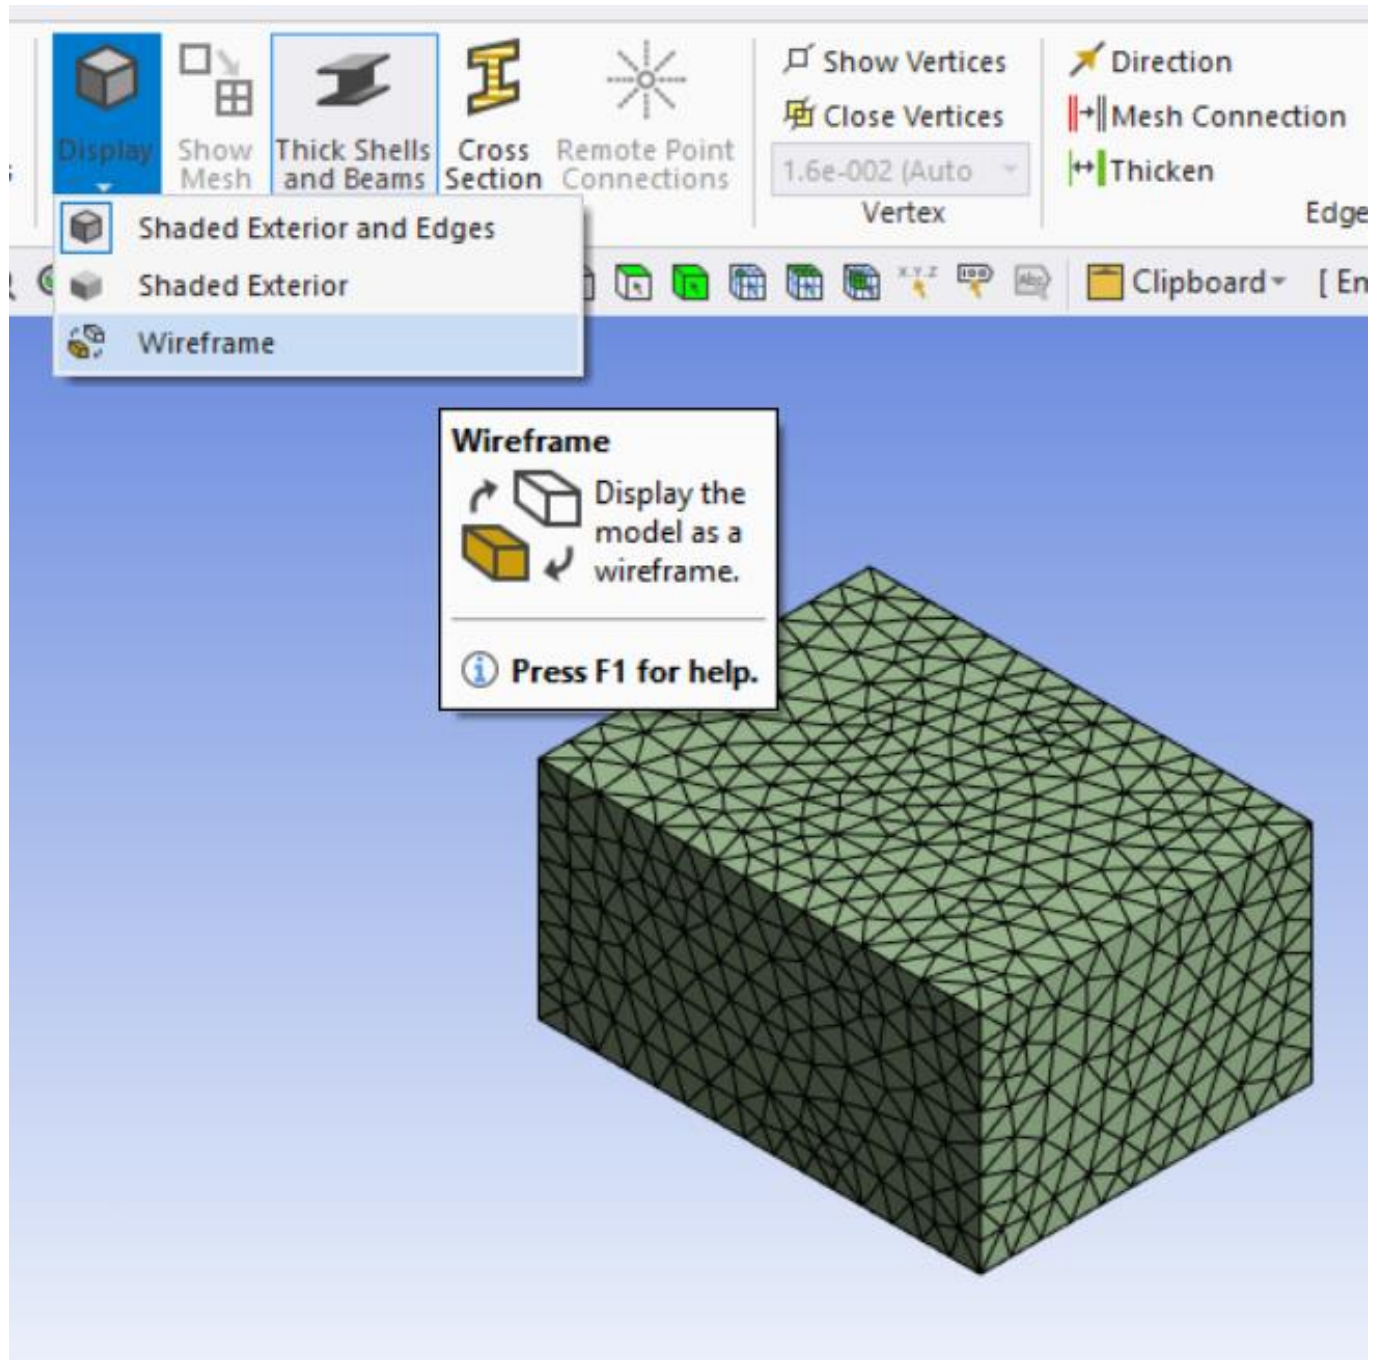 Display
Show
Mesh
Thick Shells
and Beams
Cross
Section
Remote Point
Connections
Show Vertices
Close Vertices
1.6e-002 (Auto
Vertex
Direction
Mesh Connection
Thicken
Edge
Shaded Exterior and Edges
Shaded Exterior
Wireframe
X.Y.Z
Abc
Clipboard
[ Em
Wireframe
Display the
model as a
wireframe.
Press F1 for help.